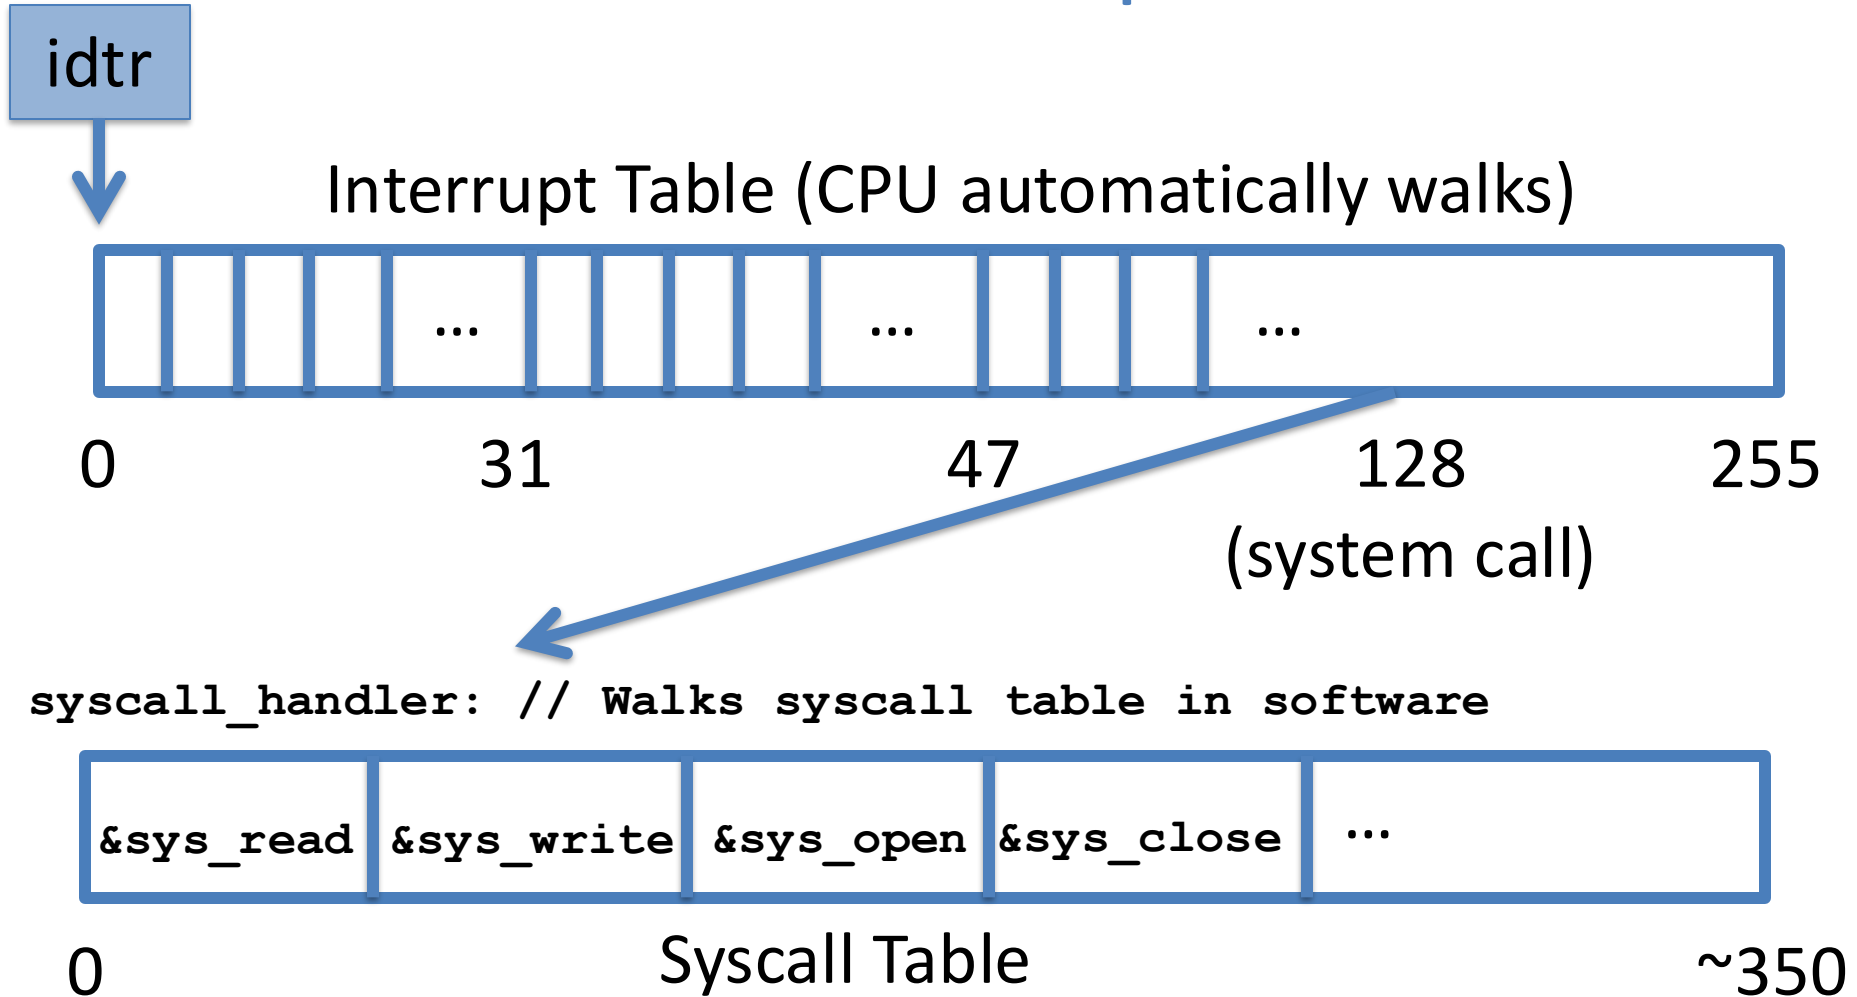 idtr
Interrupt Table (CPU automatically walks)
... ... ...
0 31 47 128 255
(system call)
syscall_handler: // Walks syscall table in software
&sys_read &sys_write &sys_open &sys_close ...
0 Syscall Table ~350